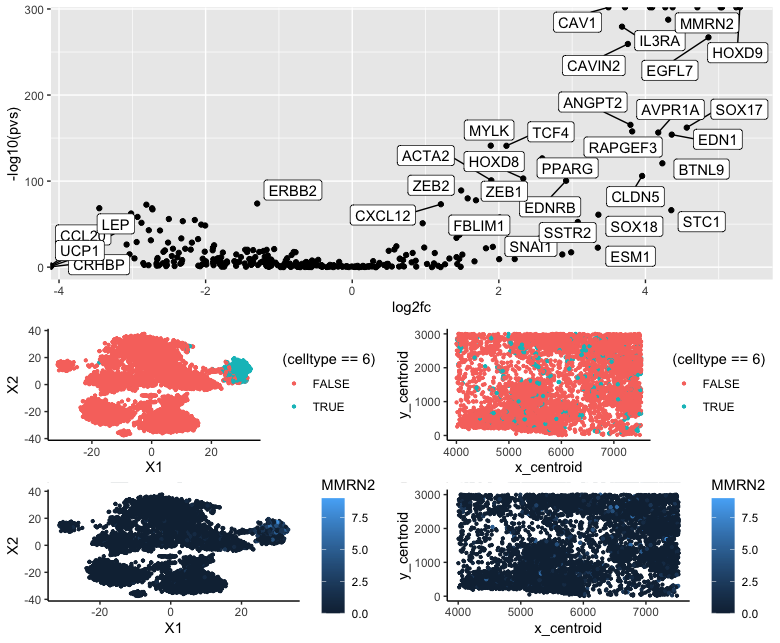 300
200
100
0
-log10(pvs)
CAV1
MMRN2
IL3RA
HOXD9
CAVIN2
EGFL7
ANGPT2
AVPR1A
SOX17
MYLK
TCF4
EDN1
RAPGEF3
ACTA2
HOXD8
PPARG
BTNL9
ERBB2
ZEB2
ZEB1
CLDN5
EDNRB
CXCL12
STC1
LEP
FBLIM1
SOX18
SSTR2
CCL20
SNAI1
UCP1
ESM1
CRHBP
-4 -2 0 2 4
log2fc
40
20
0
-20
-40
X2
-20 0 20
X1
(celltype == 6)
FALSE
TRUE
3000
2000
1000
0
y_centroid
4000 5000 6000 7000
x_centroid
(celltype == 6)
FALSE
TRUE
40
20
0
-20
-40
X2
-20 0 20
X1
MMRN2
7.5
5.0
2.5
0.0
3000
2000
1000
0
y_centroid
4000 5000 6000 7000
x_centroid
MMRN2
7.5
5.0
2.5
0.0